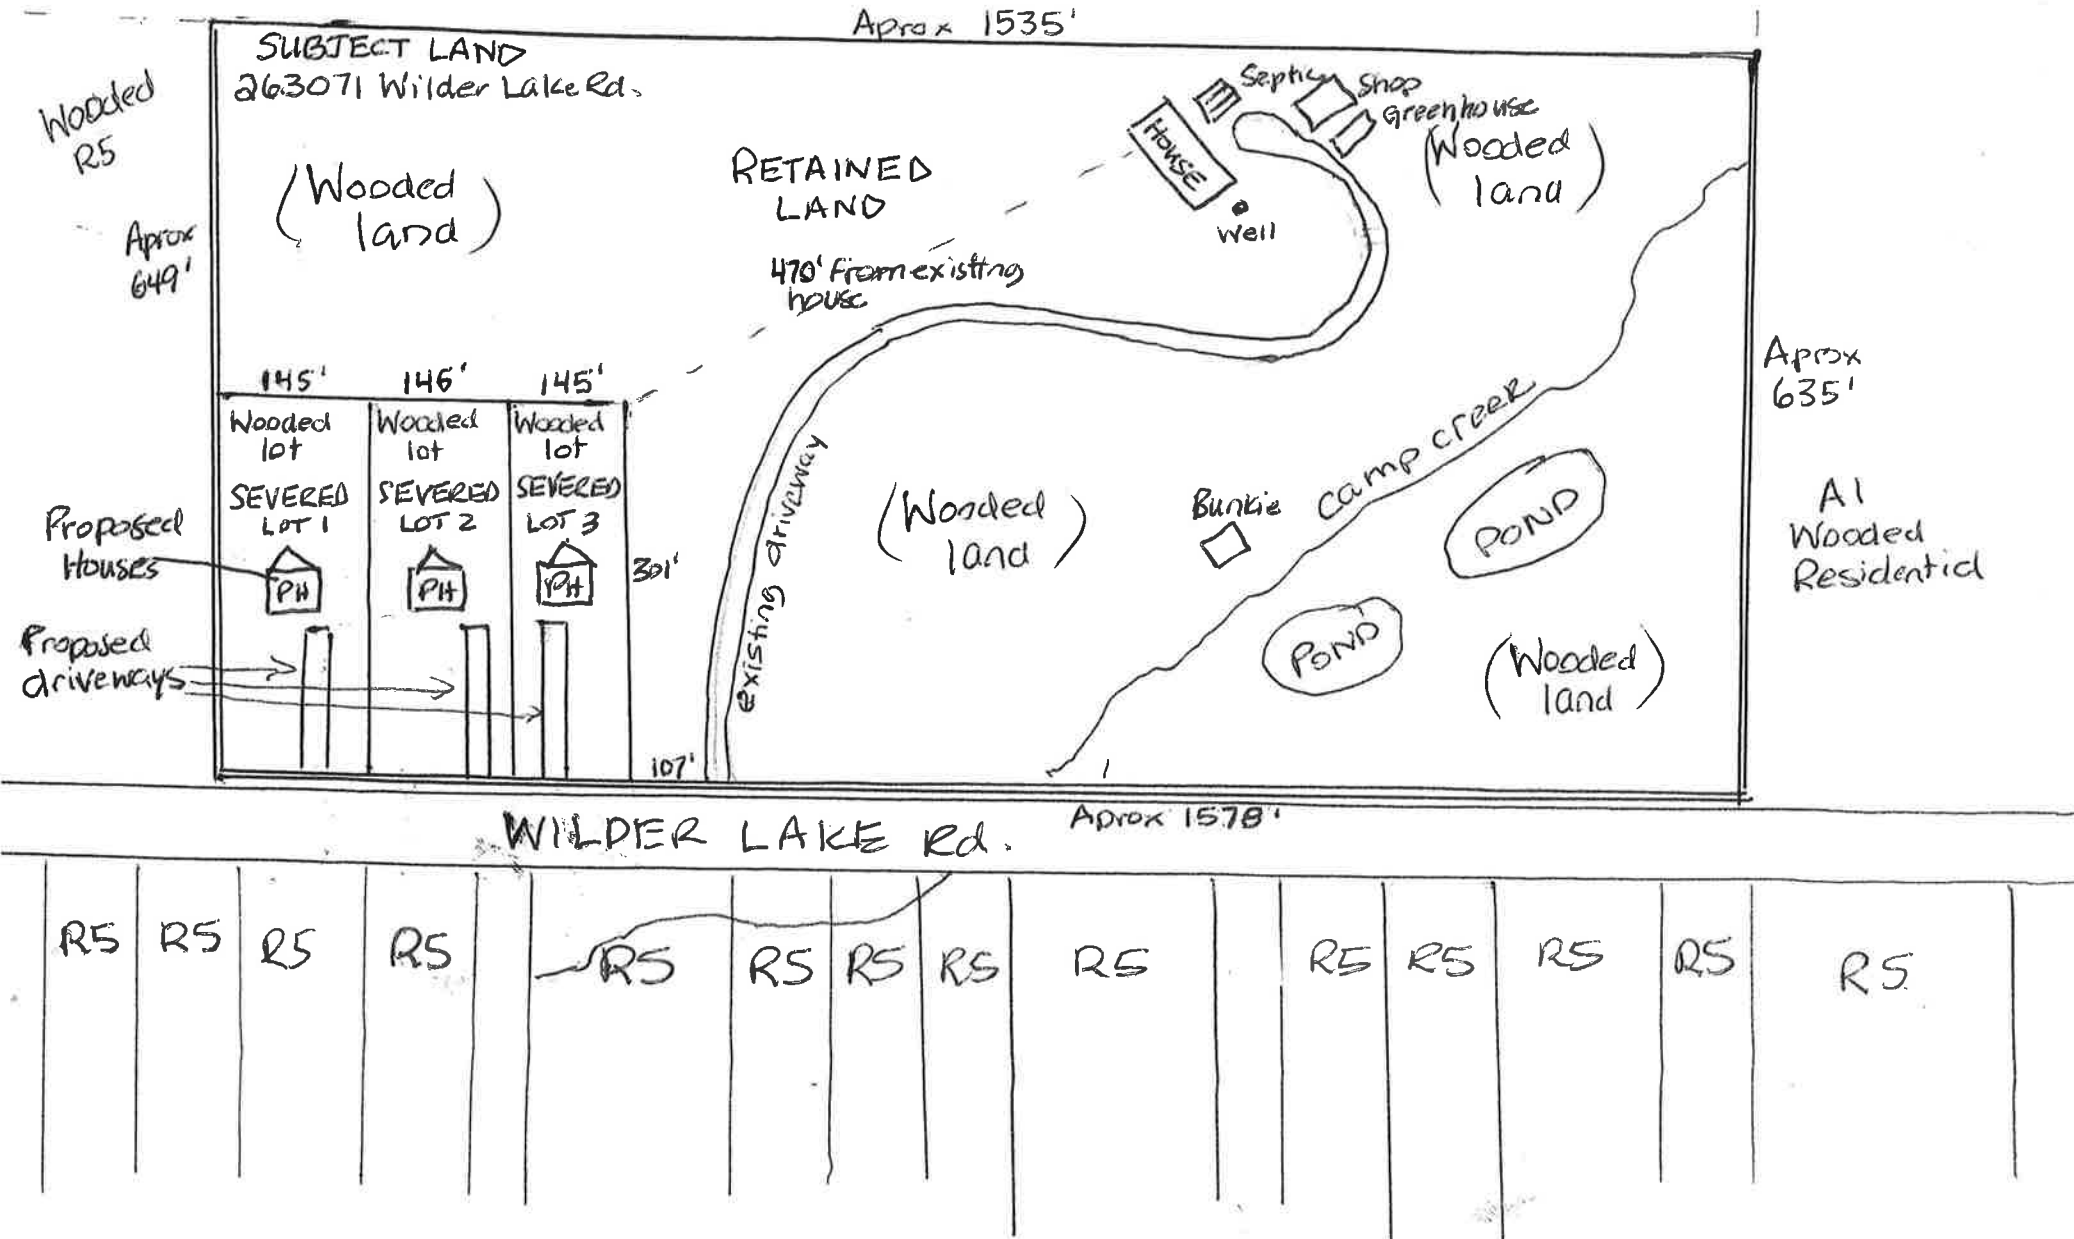 Aprox 1535'
SUBJECT LAND
263071 Wilder Lake Rd.
Wooded
R5
(Wooded
land)
RETAINED
LAND
Septic
Shop
Greenhouse
HOUSE
Well
(Wooded
land)
Aprox
649'
470' From existing
house
145'
146'
145'
Wooded
lot
SEVERED
LOT 1
Wooded
lot
SEVERED
LOT 2
Wooded
lot
SEVERED
LOT 3
Proposed
Houses
PH
PH
PH
301'
Proposed
driveways
107'
existing driveway
(Wooded
land)
Bunkie
Camp Creek
POND
POND
(Wooded
land)
Aprox
635'
A1
Wooded
Residential
WILDER LAKE Rd.
Aprox 1578'
R5
R5
R5
R5
R5
R5
R5
R5
R5
R5
R5
R5
R5
R5